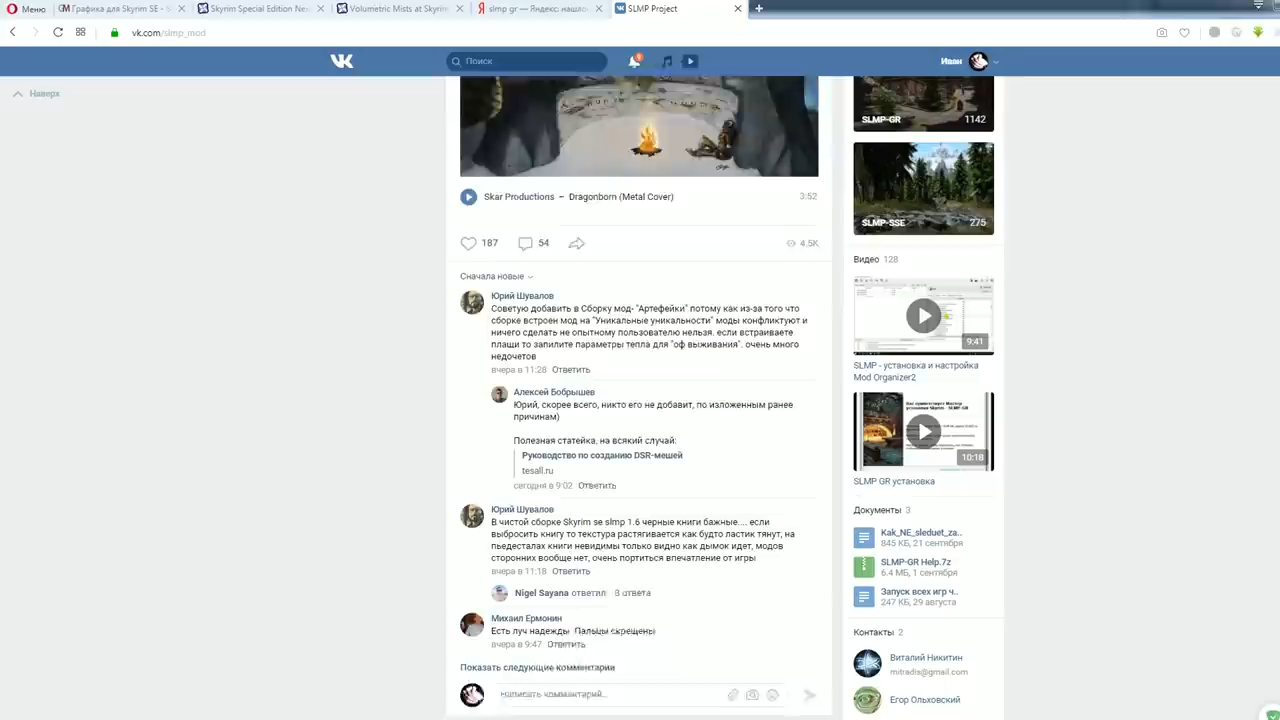 Меню
Графика для Skyrim SE - S
Skyrim Special Edition Nex
Volumetric Mists at Skyrim
slmp gr — Яндекс: нашло
SLMP Project
vk.com/slmp_mod
Поиск
Иван
Наверх
SLMP-GR 1142
SLMP-SSE 275
Skar Productions – Dragonborn (Metal Cover) 3:52
187 54 4.5K
Сначала новые
Юрий Шувалов
Советую добавить в Сборку мод- "Артефейки" потому как из-за того что
сборке встроен мод на "Уникальные уникальности" моды конфликтуют и
ничего сделать не опытному пользователю нельзя. если встраиваете
плащи то запилите параметры тепла для "оф выживания". очень много
недочетов
вчера в 11:28 Ответить
Алексей Бобрышев
Юрий, скорее всего, никто его не добавит, по изложенным ранее
причинам)
Полезная статейка, на всякий случай:
Руководство по созданию DSR-мешей
tesall.ru
сегодня в 9:02 Ответить
Юрий Шувалов
В чистой сборке Skyrim se slmp 1.6 черные книги бажные.... если
выбросить книгу то текстура растягивается как будто ластик тянут, на
пьедесталах книги невидимы только видно как дымок идет, модов
сторонних вообще нет, очень портиться впечатление от игры
вчера в 11:18 Ответить
Nigel Sayana ответил 8 ответа
Михаил Ермонин
Есть луч надежды Пальцы скрещены
вчера в 9:47 Ответить
Показать следующие комментарии
Написать комментарий...
Видео 128
9:41
SLMP - установка и настройка
Mod Organizer2
10:18
SLMP GR установка
Документы 3
Kak_NE_sleduet_za..
845 КБ, 21 сентября
SLMP-GR Help.7z
6.4 МБ, 1 сентября
Запуск всех игр ч..
247 КБ, 29 августа
Контакты 2
Виталий Никитин
mitradis@gmail.com
Егор Ольховский